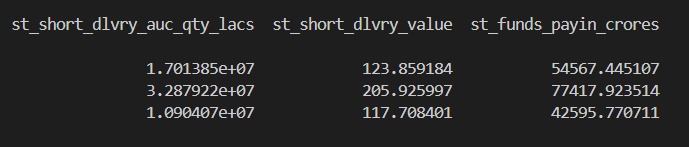 st_short_dlvry_auc_qty_lacs st_short_dlvry_value st_funds_payin_crores
1.701385e+07 123.859184 54567.445107
3.287922e+07 205.925997 77417.923514
1.090407e+07 117.708401 42595.770711